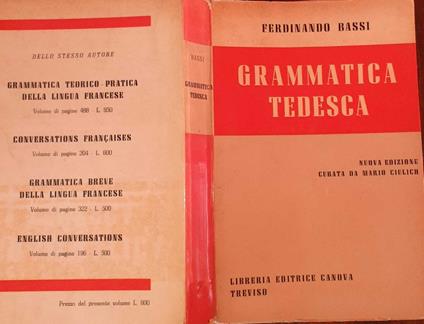 DELLO STESSO AUTORE
GRAMMATICA TEORICO-PRATICA
DELLA LINGUA FRANCESE
Volume di pagine 488 - L. 950
CONVERSATIONS FRANÇAISES
Volume di pagine 204 - L. 600
GRAMMATICA BREVE
DELLA LINGUA FRANCESE
Volume di pagine 322 - L. 500
ENGLISH CONVERSATIONS
Volume di pagine 196 - L. 500
Prezzo del presente volume L. 800
BASSI
GRAMMATICA
TEDESCA
FERDINANDO BASSI
GRAMMATICA
TEDESCA
NUOVA EDIZIONE
CURATA DA MARIO CIULICH
LIBRERIA EDITRICE CANOVA
TREVISO